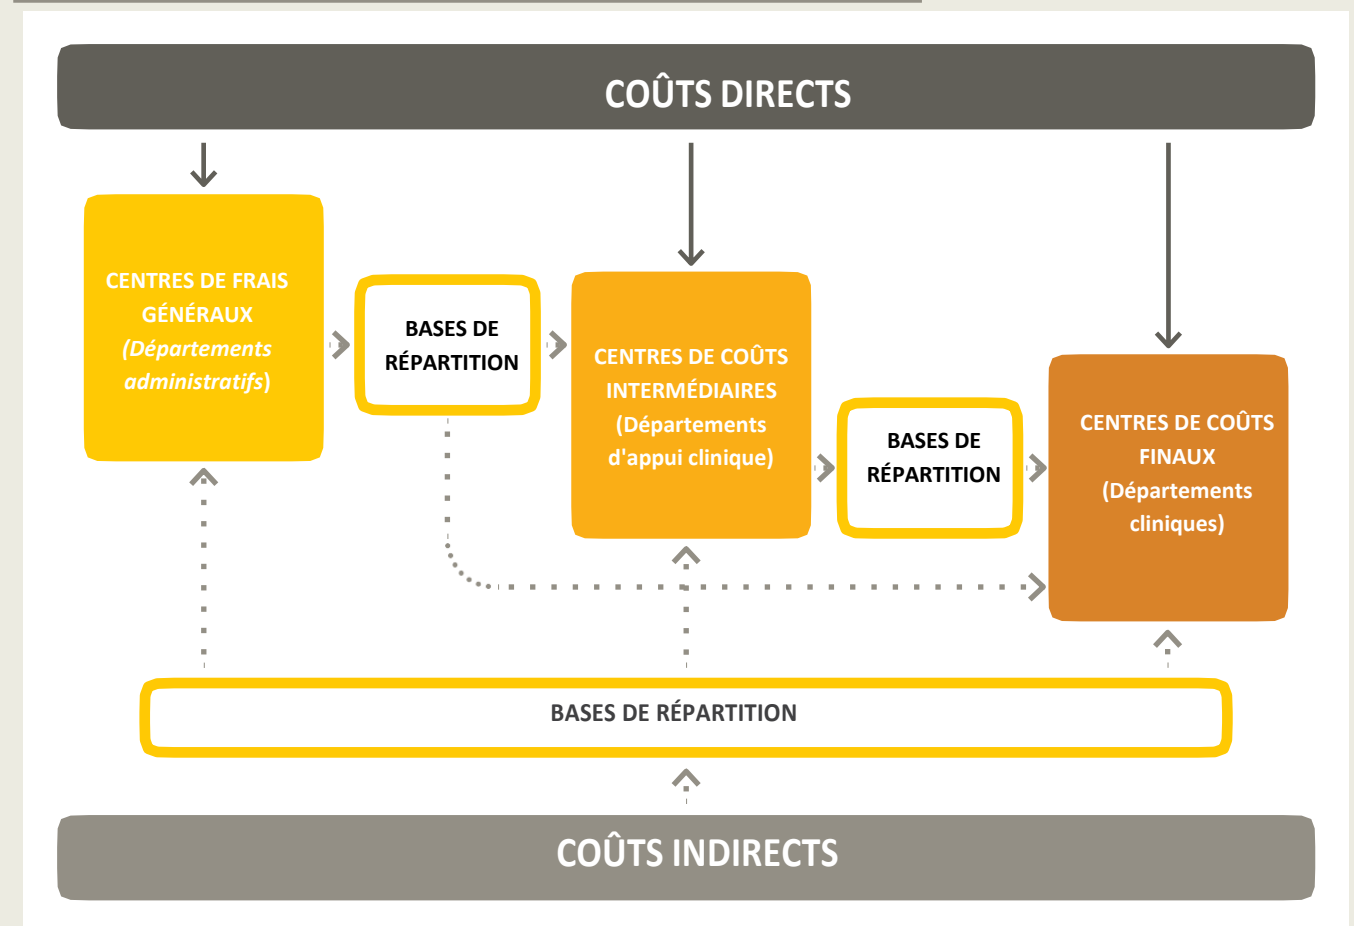 COÛTS DIRECTS
CENTRES DE FRAIS
GÉNÉRAUX
(Départements
administratifs)
BASES DE
RÉPARTITION
CENTRES DE COÛTS
INTERMÉDIAIRES
(Départements
d'appui clinique)
BASES DE
RÉPARTITION
CENTRES DE COÛTS
FINAUX
(Départements
cliniques)
BASES DE RÉPARTITION
COÛTS INDIRECTS